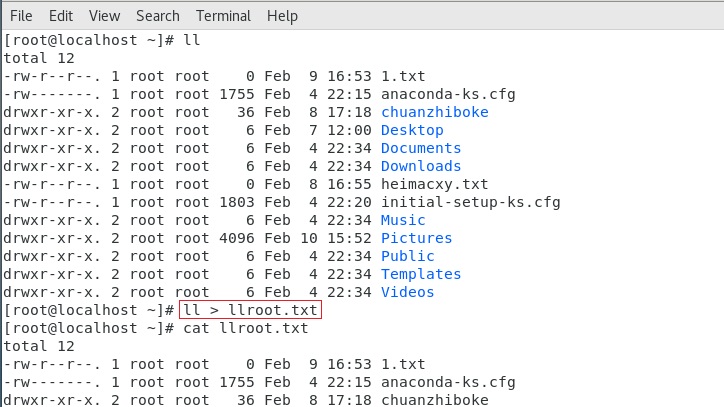 File Edit View Search Terminal Help
[root@localhost ~]# ll
total 12
-rw-r--r--. 1 root root    0 Feb  9 16:53 1.txt
-rw-------. 1 root root 1755 Feb  4 22:15 anaconda-ks.cfg
drwxr-xr-x. 2 root root   36 Feb  8 17:18 chuanzhiboke
drwxr-xr-x. 2 root root    6 Feb  7 12:00 Desktop
drwxr-xr-x. 2 root root    6 Feb  4 22:34 Documents
drwxr-xr-x. 2 root root    6 Feb  4 22:34 Downloads
-rw-r--r--. 1 root root    0 Feb  8 16:55 heimacxy.txt
-rw-r--r--. 1 root root 1803 Feb  4 22:20 initial-setup-ks.cfg
drwxr-xr-x. 2 root root    6 Feb  4 22:34 Music
drwxr-xr-x. 2 root root 4096 Feb 10 15:52 Pictures
drwxr-xr-x. 2 root root    6 Feb  4 22:34 Public
drwxr-xr-x. 2 root root    6 Feb  4 22:34 Templates
drwxr-xr-x. 2 root root    6 Feb  4 22:34 Videos
[root@localhost ~]# ll > llroot.txt
[root@localhost ~]# cat llroot.txt
total 12
-rw-r--r--. 1 root root    0 Feb  9 16:53 1.txt
-rw-------. 1 root root 1755 Feb  4 22:15 anaconda-ks.cfg
drwxr-xr-x. 2 root root   36 Feb  8 17:18 chuanzhiboke